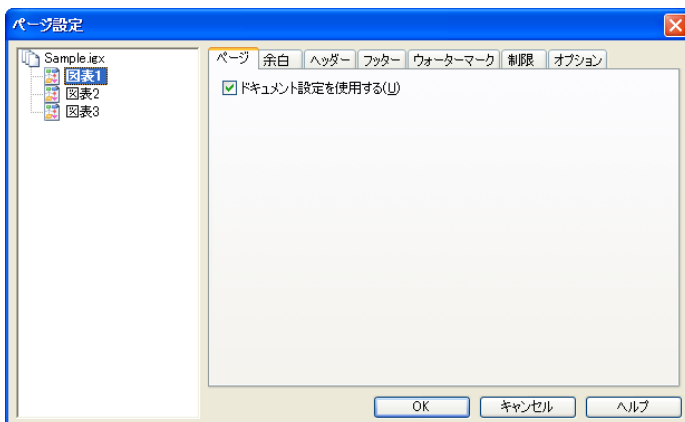 ページ設定
Sample.igx
図表1
図表2
図表3
ページ 余白 ヘッダー フッター ウォーターマーク 制限 オプション
ドキュメント設定を使用する(U)
OK キャンセル ヘルプ